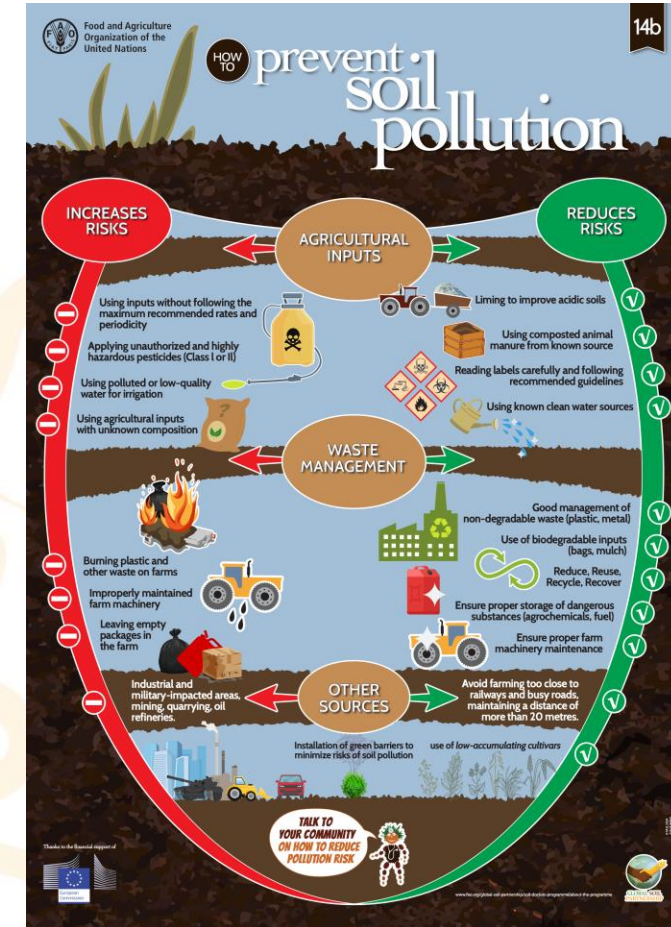 Food and Agriculture
Organization of the
United Nations
14b
HOW
TO
prevent
soil
pollution
INCREASES
RISKS
REDUCES
RISKS
AGRICULTURAL
INPUTS
Using inputs without following the
maximum recommended rates and
periodicity
Applying unauthorized and highly
hazardous pesticides (Class I or II)
Using polluted or low-quality
water for irrigation
Using agricultural inputs
with unknown composition
?
Liming to improve acidic soils
Using composted animal
manure from known source
Reading labels carefully and following
recommended guidelines
Using known clean water sources
WASTE
MANAGEMENT
Burning plastic and
other waste on farms
Improperly maintained
farm machinery
Leaving empty
packages in
the farm
Good management of
non-degradable waste (plastic, metal)
Use of biodegradable inputs
(bags, mulch)
Reduce, Reuse,
Recycle, Recover
Ensure proper storage of dangerous
substances (agrochemicals, fuel)
Ensure proper farm
machinery maintenance
OTHER
SOURCES
Industrial and
military-impacted areas,
mining, quarrying, oil
refineries.
Avoid farming too close to
railways and busy roads,
maintaining a distance of
more than 20 metres.
Installation of green barriers to
minimize risks of soil pollution
use of low-accumulating cultivars
TALK TO
YOUR COMMUNITY
ON HOW TO REDUCE
POLLUTION RISK
Thanks to the financial support of
European
Commission
GLOBAL SOIL
PARTNERSHIP